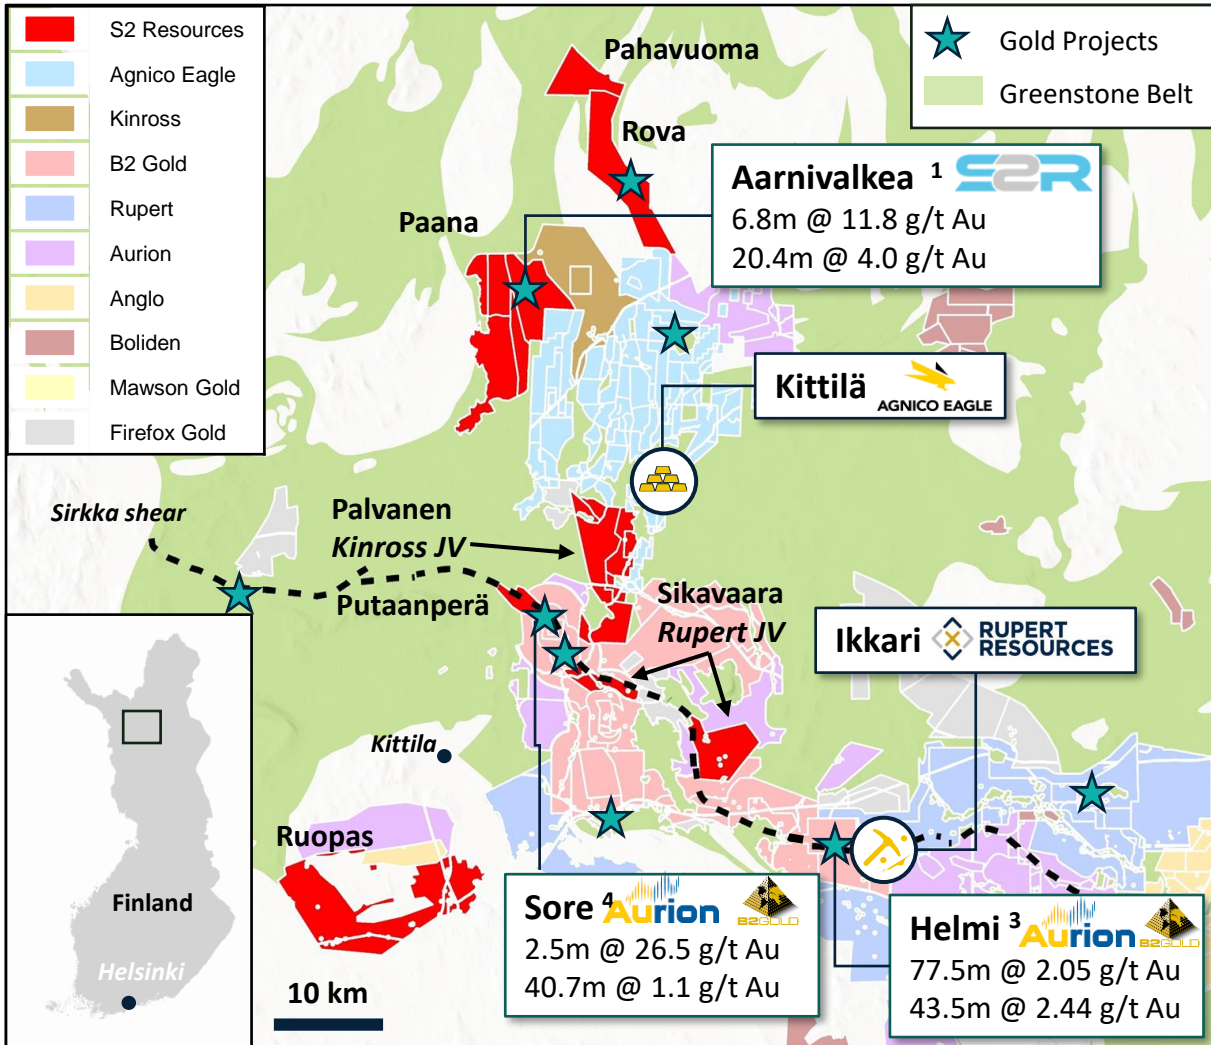 S2 Resources
Agnico Eagle
Kinross
B2 Gold
Rupert
Aurion
Anglo
Boliden
Mawson Gold
Firefox Gold
Gold Projects
Greenstone Belt
Pahavuoma
Rova
Aarnivalkea 1 S2R
6.8m @ 11.8 g/t Au
20.4m @ 4.0 g/t Au
Paana
Kittilä
AGNICO EAGLE
Sirkka shear
Palvanen
Kinross JV
Putaanperä
Sikavaara
Rupert JV
Ikkari RUPERT RESOURCES
Kittila
Ruopas
Finland
Helsinki
10 km
Sore 4 Aurion B2GOLD
2.5m @ 26.5 g/t Au
40.7m @ 1.1 g/t Au
Helmi 3 Aurion B2GOLD
77.5m @ 2.05 g/t Au
43.5m @ 2.44 g/t Au